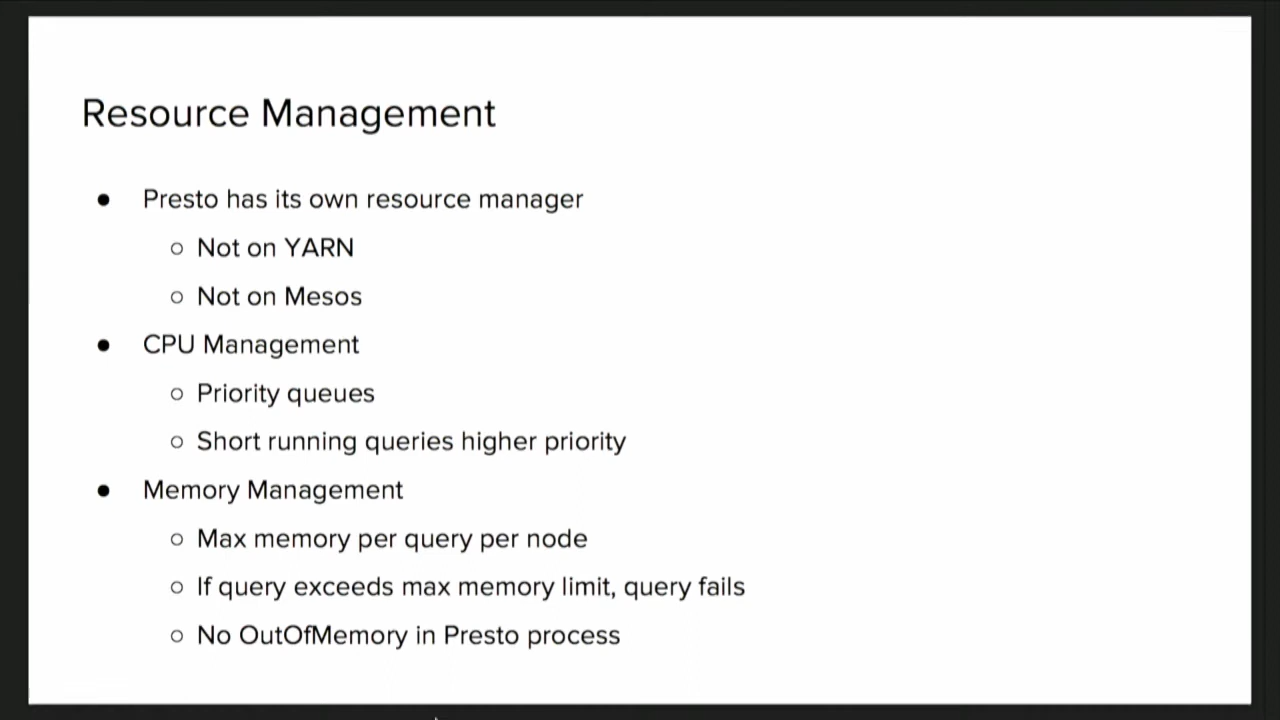 Resource Management
● Presto has its own resource manager
○ Not on YARN
○ Not on Mesos
● CPU Management
○ Priority queues
○ Short running queries higher priority
● Memory Management
○ Max memory per query per node
○ If query exceeds max memory limit, query fails
○ No OutOfMemory in Presto process